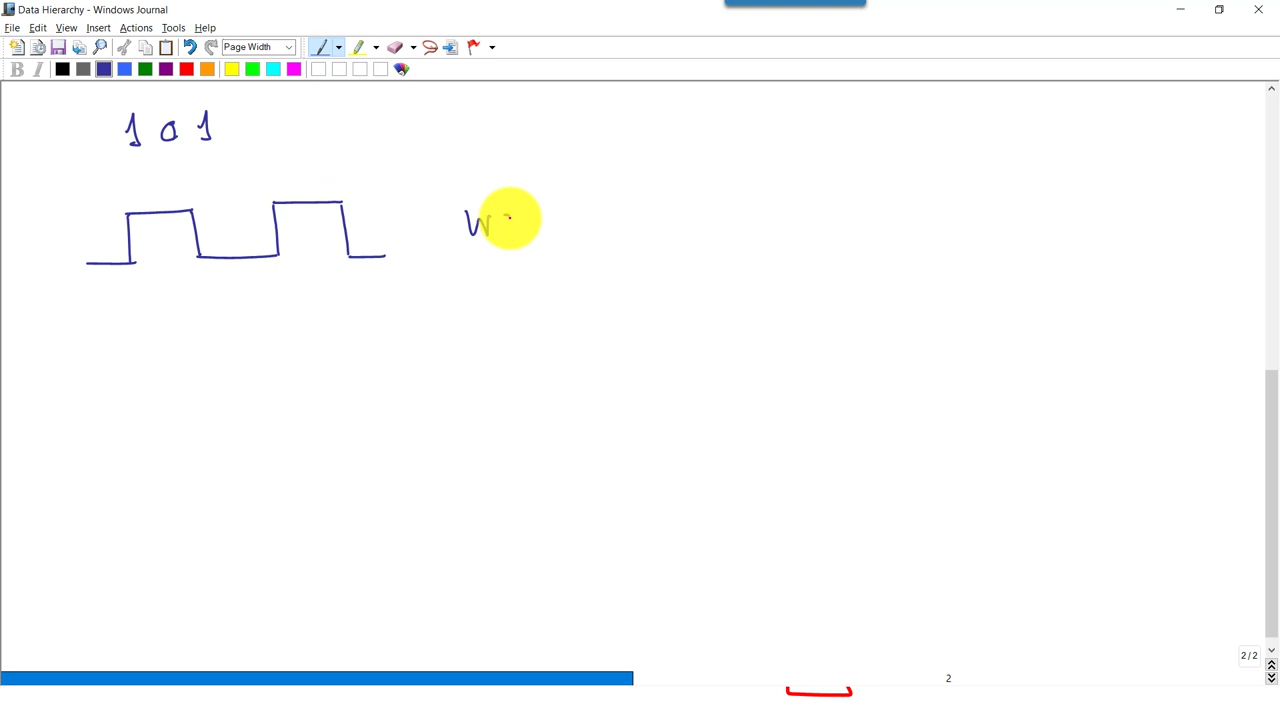 Data Hierarchy - Windows Journal
File Edit View Insert Actions Tools Help
Page Width
B I
1 0 1
W
2 / 2
2